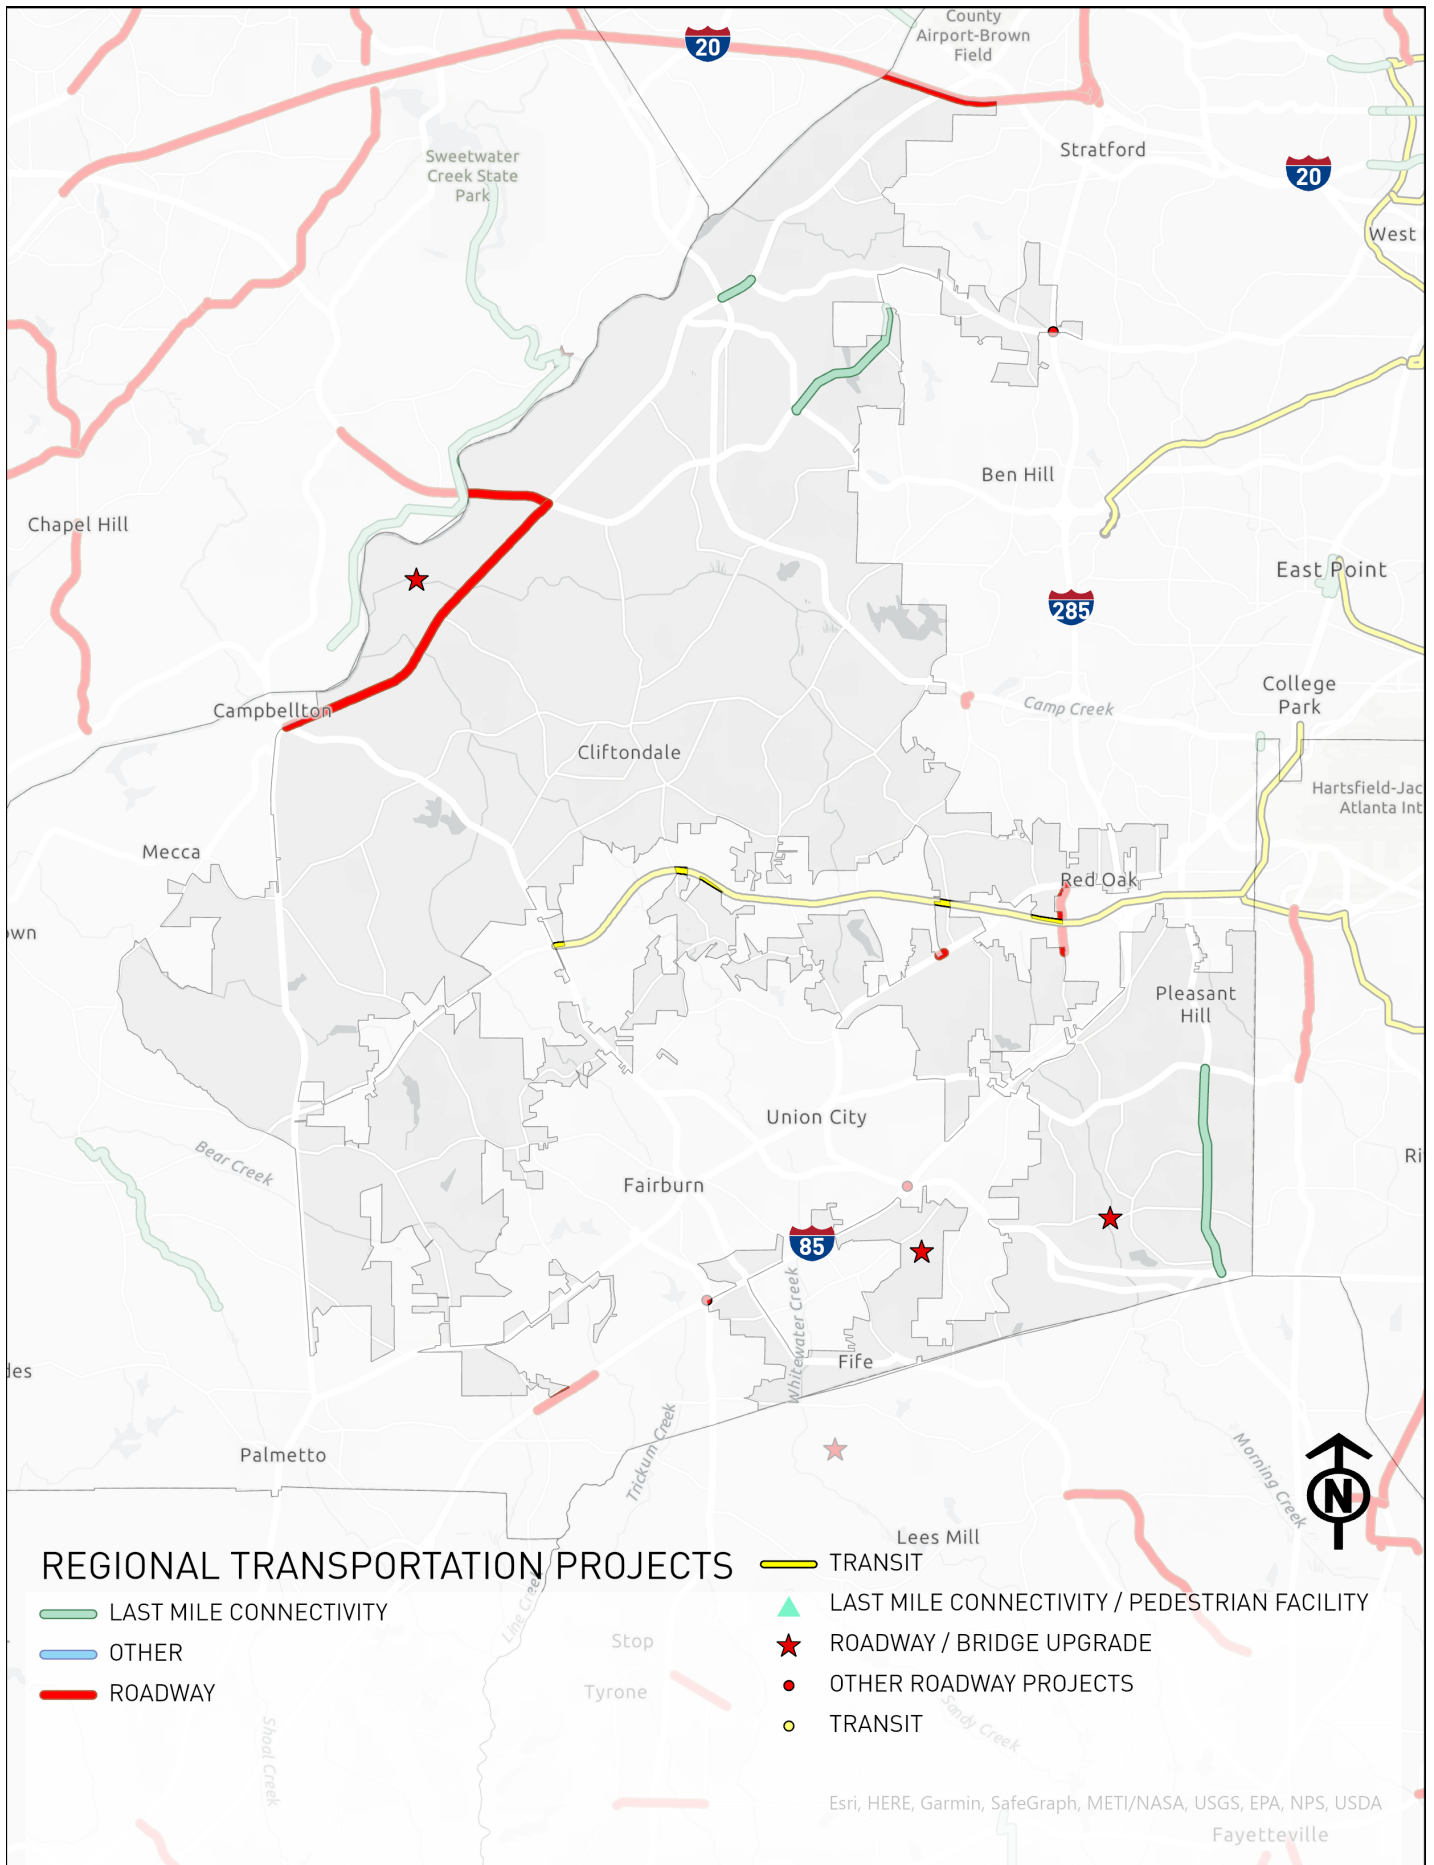 County
Airport-Brown
Field
20
Sweetwater
Creek State
Park
Stratford
20
West
Ben Hill
Chapel Hill
East Point
285
College
Park
Camp Creek
Campbellton
Cliftondale
Hartsfield-Jac
Atlanta Int
Mecca
Red Oak
own
Pleasant
Hill
Union City
Bear Creek
Ri
Fairburn
85
Whitewater Creek
Fife
des
Trickum Creek
Palmetto
Morning Creek
N
Lees Mill
REGIONAL TRANSPORTATION PROJECTS
LAST MILE CONNECTIVITY
OTHER
ROADWAY
TRANSIT
LAST MILE CONNECTIVITY / PEDESTRIAN FACILITY
ROADWAY / BRIDGE UPGRADE
OTHER ROADWAY PROJECTS
TRANSIT
Line Creek
Stop
Tyrone
Sandy Creek
Shoal Creek
Esri, HERE, Garmin, SafeGraph, METI/NASA, USGS, EPA, NPS, USDA
Fayetteville